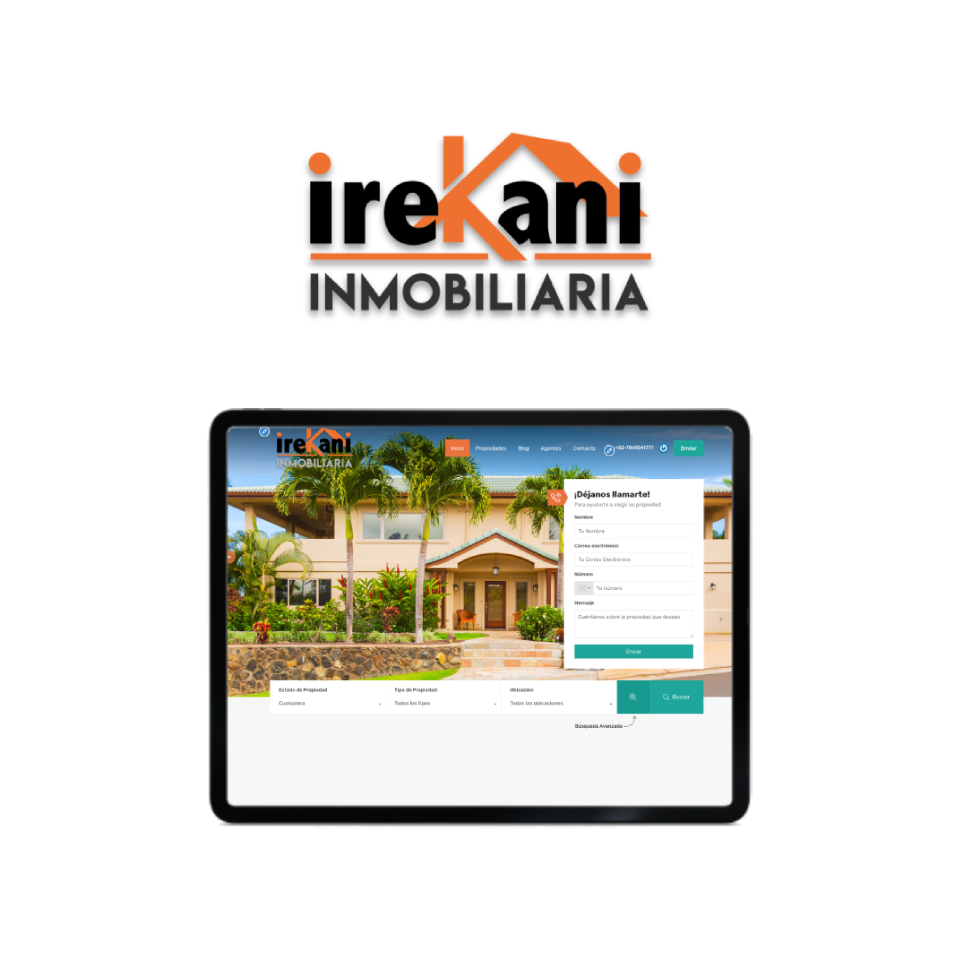 ireKani
INMOBILIARIA
ireKani
INMOBILIARIA
Inicio
Propiedades
Blog
Agentes
Contacto
Enviar
¡Déjanos llamarte!
Para ayudarte a elegir su propiedad
Nombre
Tu Nombre
Correo electrónico
Tu Correo Electrónico
Número
Tu número
Mensaje
Cuéntanos sobre la propiedad que deseas
Enviar
Estado de Propiedad
Tipo de Propiedad
Ubicación
Cualquiera
Todos los tipos
Todas las ubicaciones
Buscar
Búsqueda Avanzada